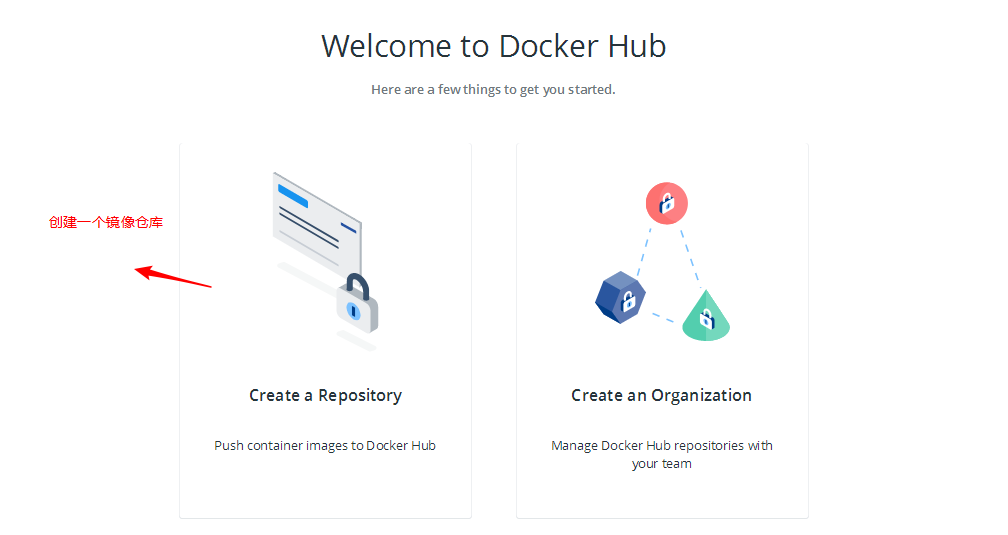 Welcome to Docker Hub
Here are a few things to get you started.
创建一个镜像仓库
Create a Repository
Push container images to Docker Hub
Create an Organization
Manage Docker Hub repositories with
your team